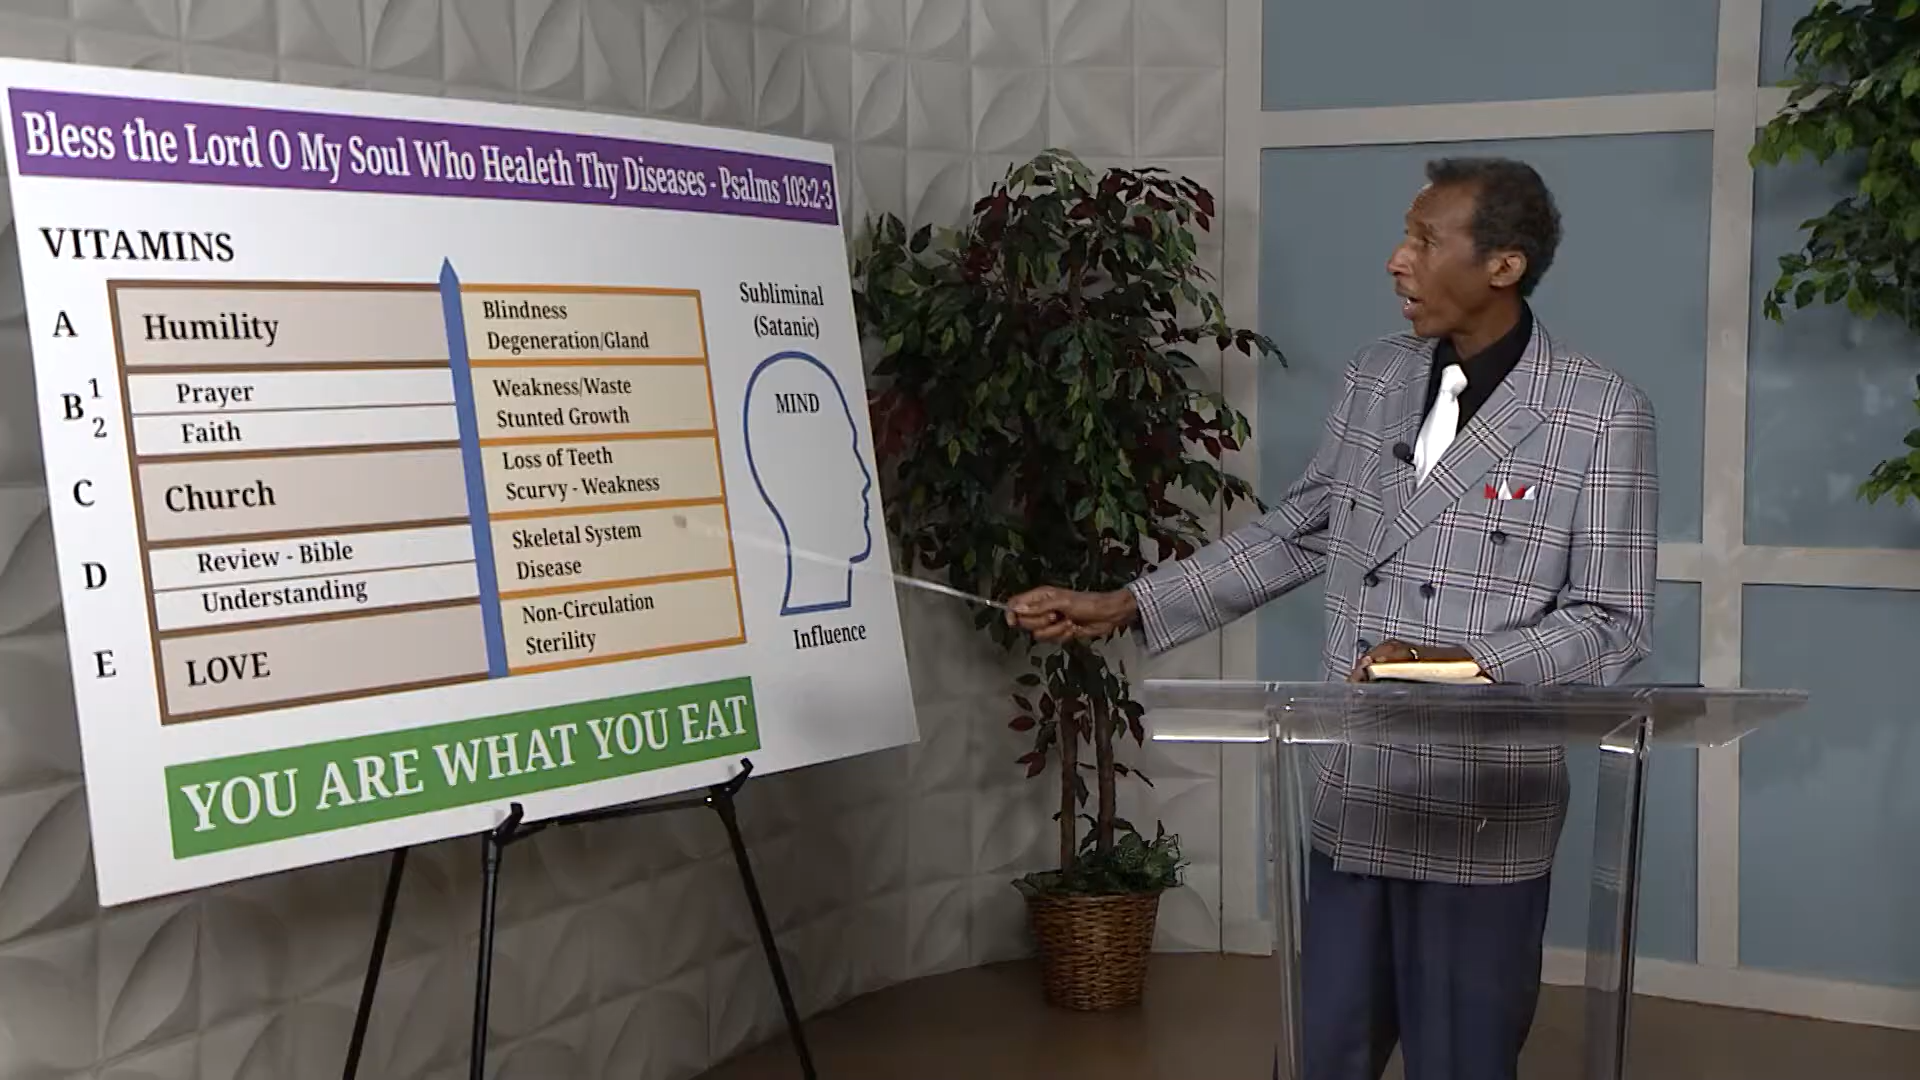 Bless the Lord O My Soul Who Healeth Thy Diseases - Psalms 103:2-3
VITAMINS
A
Humility
Blindness
Degeneration/Gland
B 1
2
Prayer
Faith
Weakness/Waste
Stunted Growth
C
Church
Loss of Teeth
Scurvy - Weakness
D
Review - Bible
Understanding
Skeletal System
Disease
E
LOVE
Non-Circulation
Sterility
Subliminal
(Satanic)
MIND
Influence
YOU ARE WHAT YOU EAT